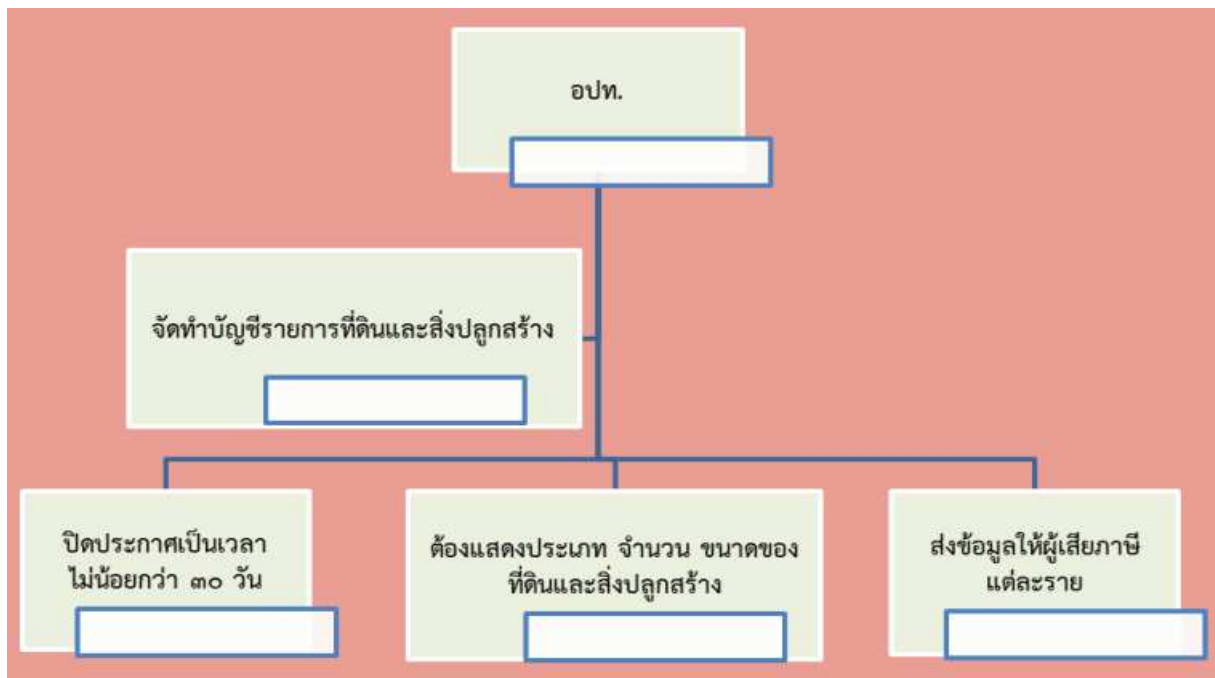 อปท.
จัดทำบัญชีรายการที่ดินและสิ่งปลูกสร้าง
ปิดประกาศเป็นเวลา
ไม่น้อยกว่า ๓๐ วัน
ต้องแสดงประเภท จำนวน ขนาดของ
ที่ดินและสิ่งปลูกสร้าง
ส่งข้อมูลให้ผู้เสียภาษี
แต่ละราย